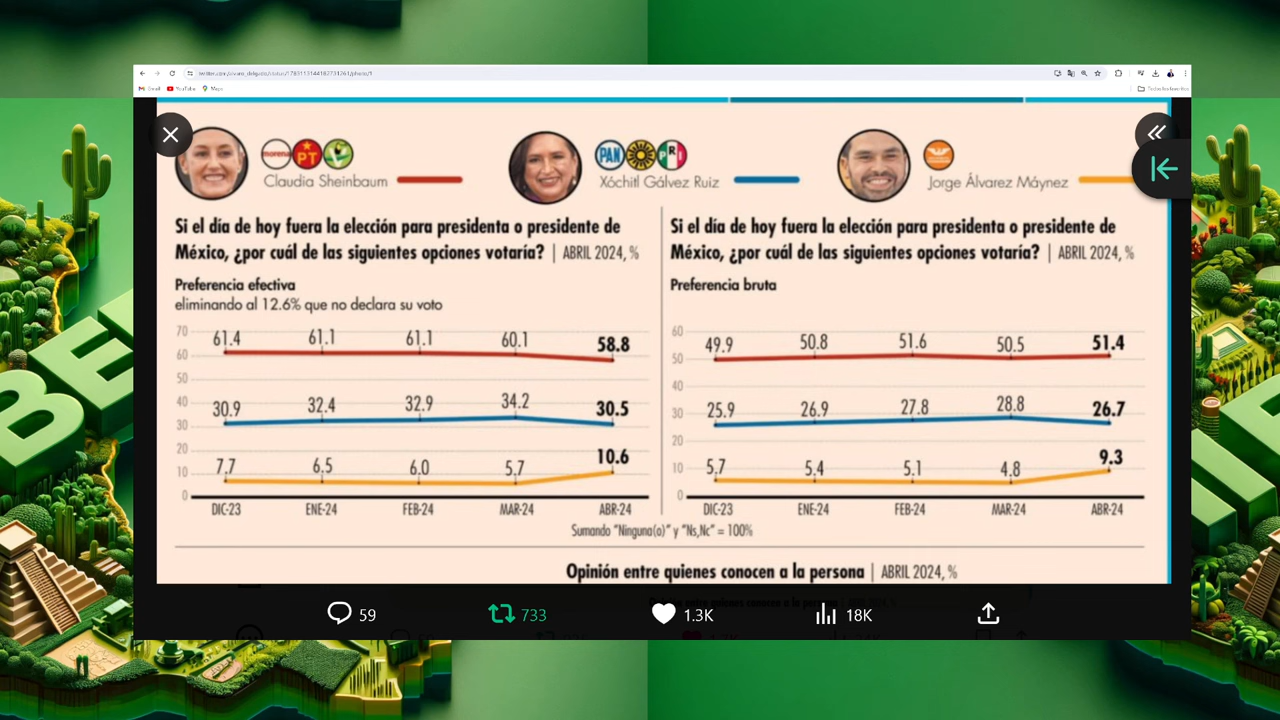 Gmail YouTube Maps
morena PT
PAN PRI
Claudia Sheinbaum
Xóchitl Gálvez Ruiz
Jorge Álvarez Máynez
Si el día de hoy fuera la elección para presidenta o presidente de
México, ¿por cuál de las siguientes opciones votaría? | ABRIL 2024, %
Preferencia efectiva
eliminando al 12.6% que no declara su voto
70
60
50
40
30
20
10
0
61.4 61.1 61.1 60.1 58.8
30.9 32.4 32.9 34.2 30.5
7.7 6.5 6.0 5.7 10.6
DIC-23 ENE-24 FEB-24 MAR-24 ABR-24
Si el día de hoy fuera la elección para presidenta o presidente de
México, ¿por cuál de las siguientes opciones votaría? | ABRIL 2024, %
Preferencia bruta
60
50
40
30
20
10
0
49.9 50.8 51.6 50.5 51.4
25.9 26.9 27.8 28.8 26.7
5.7 5.4 5.1 4.8 9.3
DIC-23 ENE-24 FEB-24 MAR-24 ABR-24
Sumando "Ninguna(o)" y "Ns,Nc" = 100%
Opinión entre quienes conocen a la persona | ABRIL 2024, %
59 733 1.3K 18K